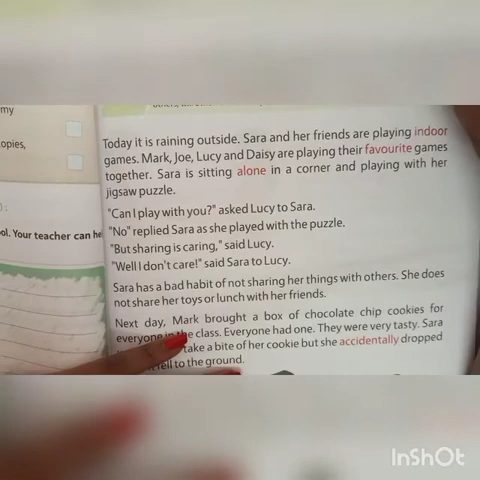 my
opies,
ol. Your teacher can he
Today it is raining outside. Sara and her friends are playing indoor
games. Mark, Joe, Lucy and Daisy are playing their favourite games
together. Sara is sitting alone in a corner and playing with her
jigsaw puzzle.
"Can I play with you?" asked Lucy to Sara.
"No" replied Sara as she played with the puzzle.
"But sharing is caring," said Lucy.
"Well I don't care!" said Sara to Lucy.
Sara has a bad habit of not sharing her things with others. She does
not share her toys or lunch with her friends.
Next day, Mark brought a box of chocolate chip cookies for
everyone in the class. Everyone had one. They were very tasty. Sara
take a bite of her cookie but she accidentally dropped
fell to the ground.
InShOt